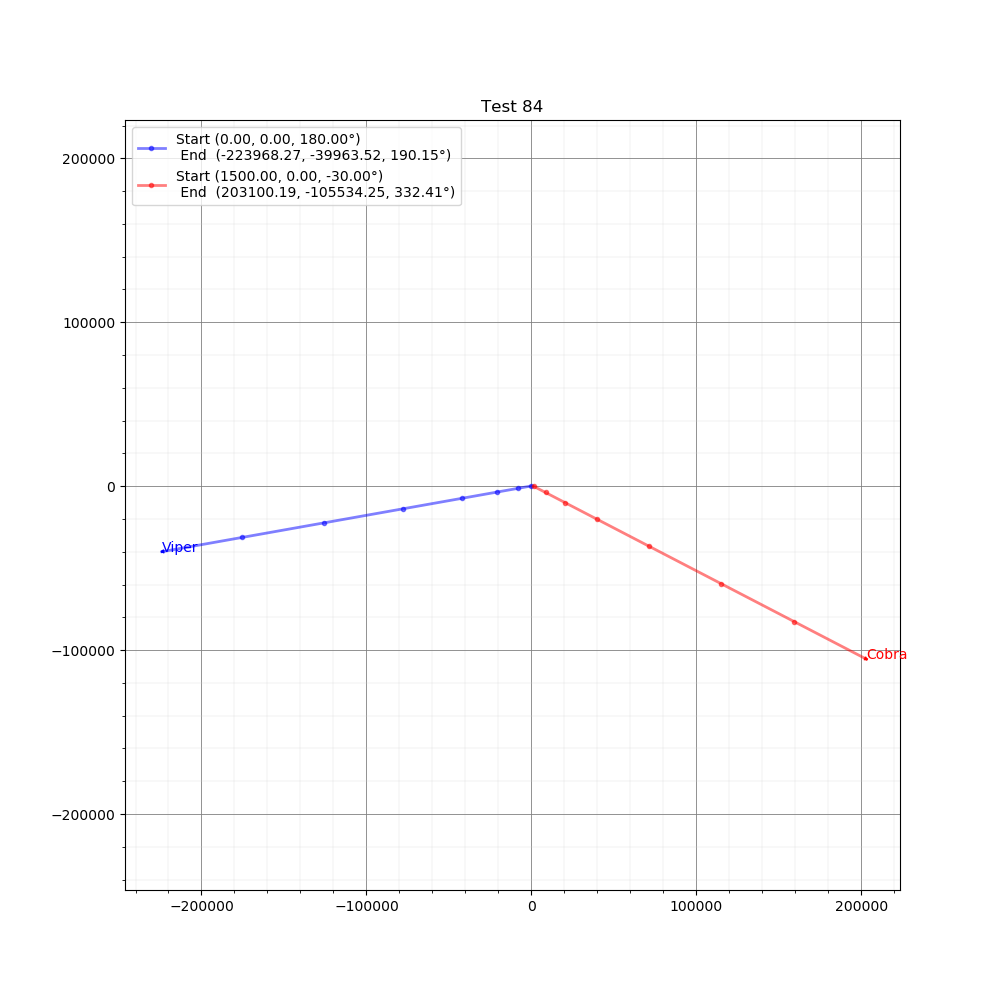 Test 84
Start (0.00, 0.00, 180.00°)
End (-223968.27, -39963.52, 190.15°)
Start (1500.00, 0.00, -30.00°)
End (203100.19, -105534.25, 332.41°)
200000
100000
0
−100000
−200000
Viper
Cobra
−200000
−100000
0
100000
200000